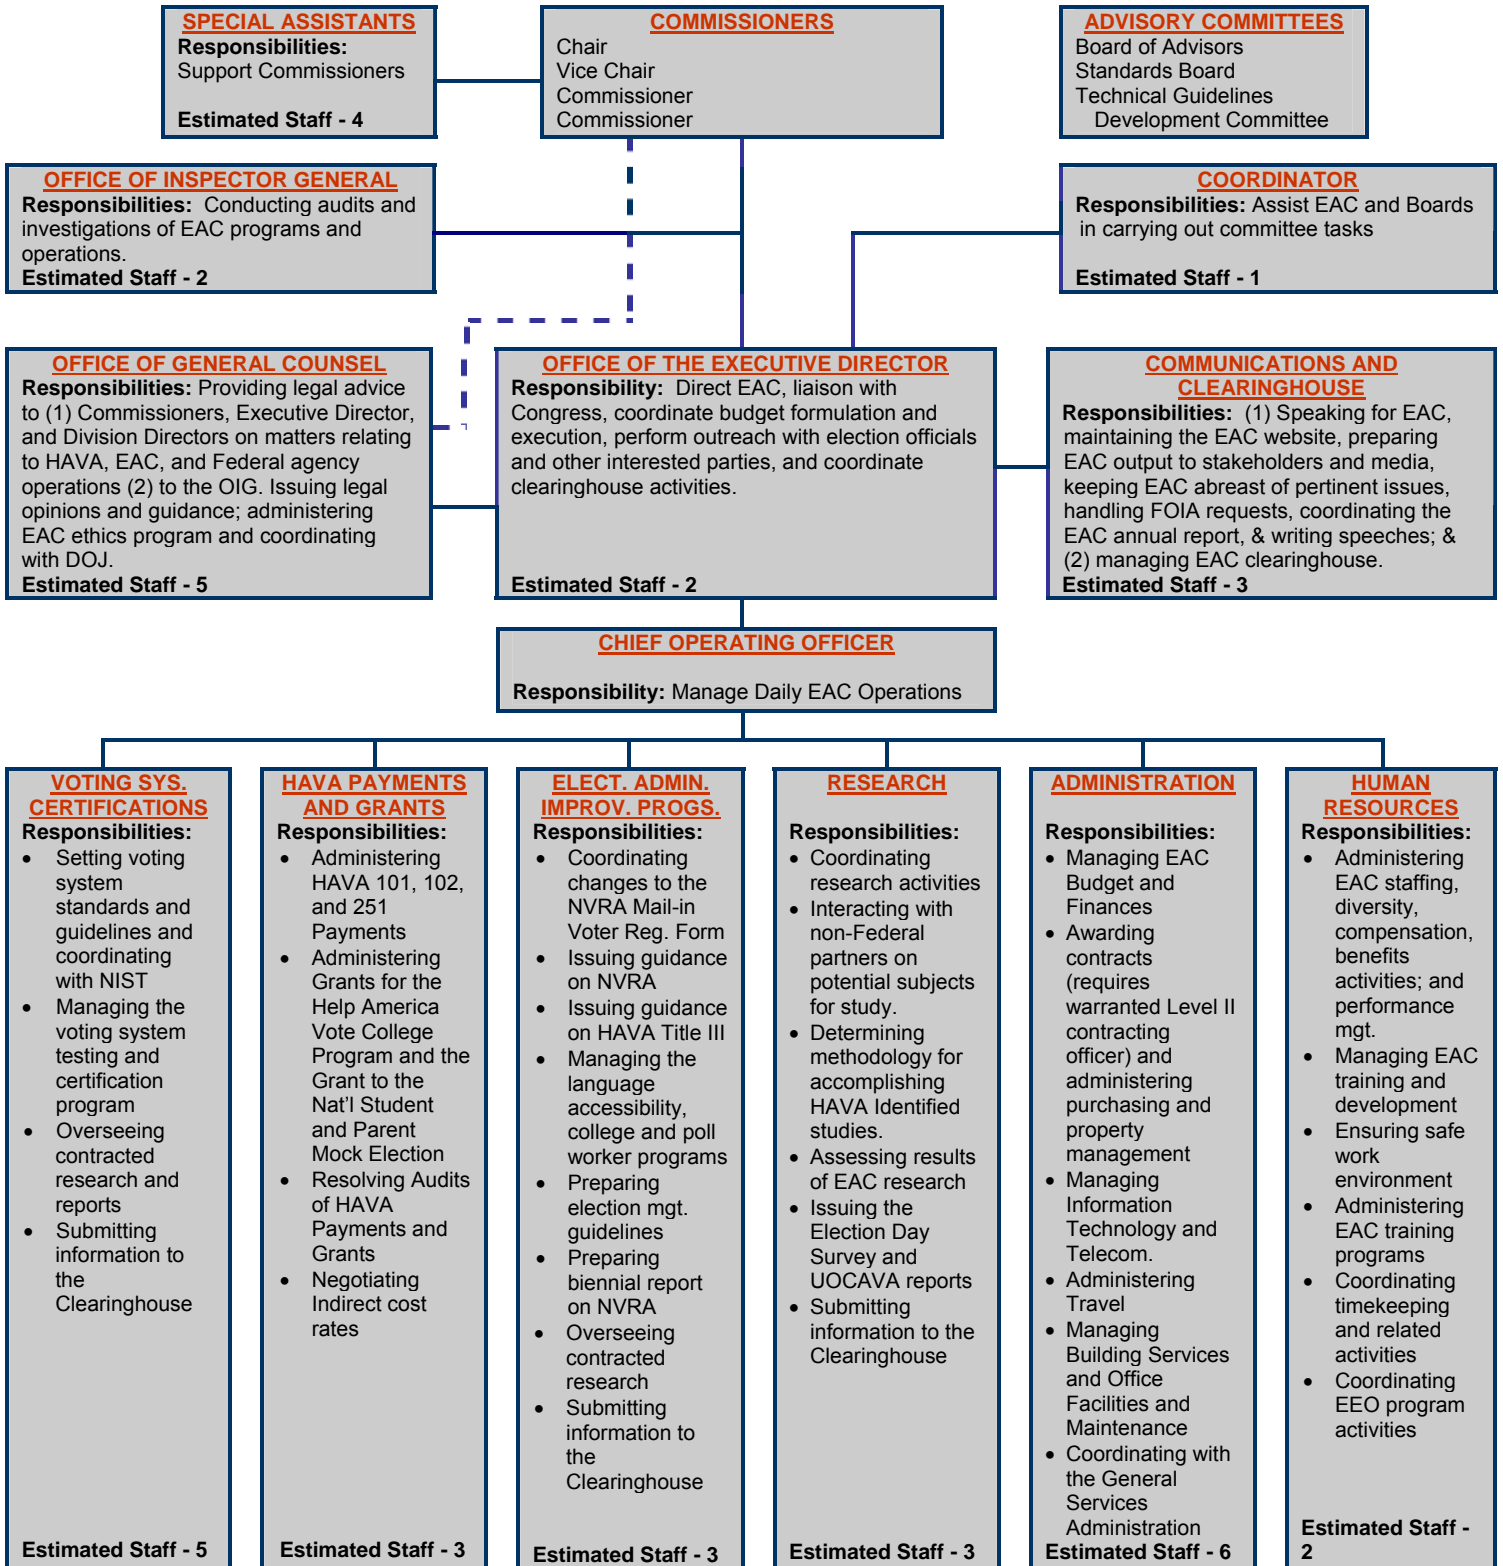 SPECIAL ASSISTANTS
Responsibilities:
Support Commissioners
Estimated Staff - 4
COMMISSIONERS
Chair
Vice Chair
Commissioner
Commissioner
ADVISORY COMMITTEES
Board of Advisors
Standards Board
Technical Guidelines
Development Committee
OFFICE OF INSPECTOR GENERAL
Responsibilities: Conducting audits and
investigations of EAC programs and
operations.
Estimated Staff - 2
COORDINATOR
Responsibilities: Assist EAC and Boards
in carrying out committee tasks
Estimated Staff - 1
OFFICE OF GENERAL COUNSEL
Responsibilities: Providing legal advice
to (1) Commissioners, Executive Director,
and Division Directors on matters relating
to HAVA, EAC, and Federal agency
operations (2) to the OIG. Issuing legal
opinions and guidance; administering
EAC ethics program and coordinating
with DOJ.
Estimated Staff - 5
OFFICE OF THE EXECUTIVE DIRECTOR
Responsibility: Direct EAC, liaison with
Congress, coordinate budget formulation and
execution, perform outreach with election officials
and other interested parties, and coordinate
clearinghouse activities.
Estimated Staff - 2
COMMUNICATIONS AND
CLEARINGHOUSE
Responsibilities: (1) Speaking for EAC,
maintaining the EAC website, preparing
EAC output to stakeholders and media,
keeping EAC abreast of pertinent issues,
handling FOIA requests, coordinating the
EAC annual report, & writing speeches; &
(2) managing EAC clearinghouse.
Estimated Staff - 3
CHIEF OPERATING OFFICER
Responsibility: Manage Daily EAC Operations
VOTING SYS.
CERTIFICATIONS
Responsibilities:
• Setting voting
system
standards and
guidelines and
coordinating
with NIST
• Managing the
voting system
testing and
certification
program
• Overseeing
contracted
research and
reports
• Submitting
information to
the
Clearinghouse
Estimated Staff - 5
HAVA PAYMENTS
AND GRANTS
Responsibilities:
• Administering
HAVA 101, 102,
and 251
Payments
• Administering
Grants for the
Help America
Vote College
Program and the
Grant to the
Nat'l Student
and Parent
Mock Election
• Resolving Audits
of HAVA
Payments and
Grants
• Negotiating
Indirect cost
rates
Estimated Staff - 3
ELECT. ADMIN.
IMPROV. PROGS.
Responsibilities:
• Coordinating
changes to the
NVRA Mail-in
Voter Reg. Form
• Issuing guidance
on NVRA
• Issuing guidance
on HAVA Title III
• Managing the
language
accessibility,
college and poll
worker programs
• Preparing
election mgt.
guidelines
• Preparing
biennial report
on NVRA
• Overseeing
contracted
research
• Submitting
information to
the
Clearinghouse
Estimated Staff - 3
RESEARCH
Responsibilities:
• Coordinating
research activities
• Interacting with
non-Federal
partners on
potential subjects
for study.
• Determining
methodology for
accomplishing
HAVA Identified
studies.
• Assessing results
of EAC research
• Issuing the
Election Day
Survey and
UOCAVA reports
• Submitting
information to the
Clearinghouse
Estimated Staff - 3
ADMINISTRATION
Responsibilities:
• Managing EAC
Budget and
Finances
• Awarding
contracts
(requires
warranted Level II
contracting
officer) and
administering
purchasing and
property
management
• Managing
Information
Technology and
Telecom.
• Administering
Travel
• Managing
Building Services
and Office
Facilities and
Maintenance
• Coordinating with
the General
Services
Administration
Estimated Staff - 6
HUMAN
RESOURCES
Responsibilities:
• Administering
EAC staffing,
diversity,
compensation,
benefits
activities; and
performance
mgt.
• Managing EAC
training and
development
• Ensuring safe
work
environment
• Administering
EAC training
programs
• Coordinating
timekeeping
and related
activities
• Coordinating
EEO program
activities
Estimated Staff -
2